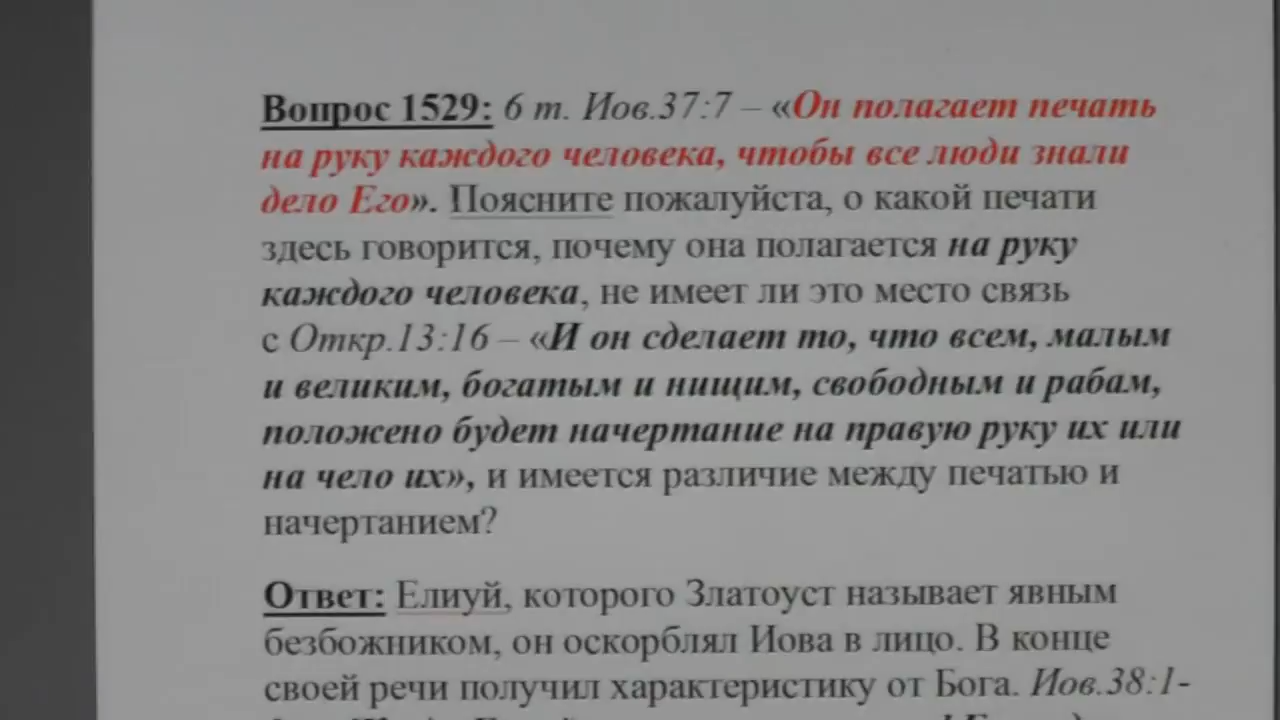 Вопрос 1529: 6 т. Иов.37:7 – «Он полагает печать
на руку каждого человека, чтобы все люди знали
дело Его». Поясните пожалуйста, о какой печати
здесь говорится, почему она полагается на руку
каждого человека, не имеет ли это место связь
с Откр.13:16 – «И он сделает то, что всем, малым
и великим, богатым и нищим, свободным и рабам,
положено будет начертание на правую руку их или
на чело их», и имеется различие между печатью и
начертанием?
Ответ: Елиуй, которого Златоуст называет явным
безбожником, он оскорблял Иова в лицо. В конце
своей речи получил характеристику от Бога. Иов.38:1-